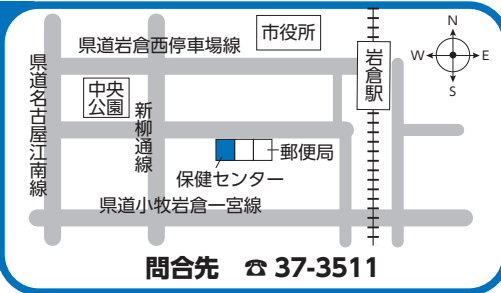 市役所
N
W
E
S
県道岩倉西停車場線
岩倉駅
県道名古屋江南線
中央
公園
新柳通線
郵便局
保健センター
県道小牧岩倉一宮線
問合先 ☎ 37-3511